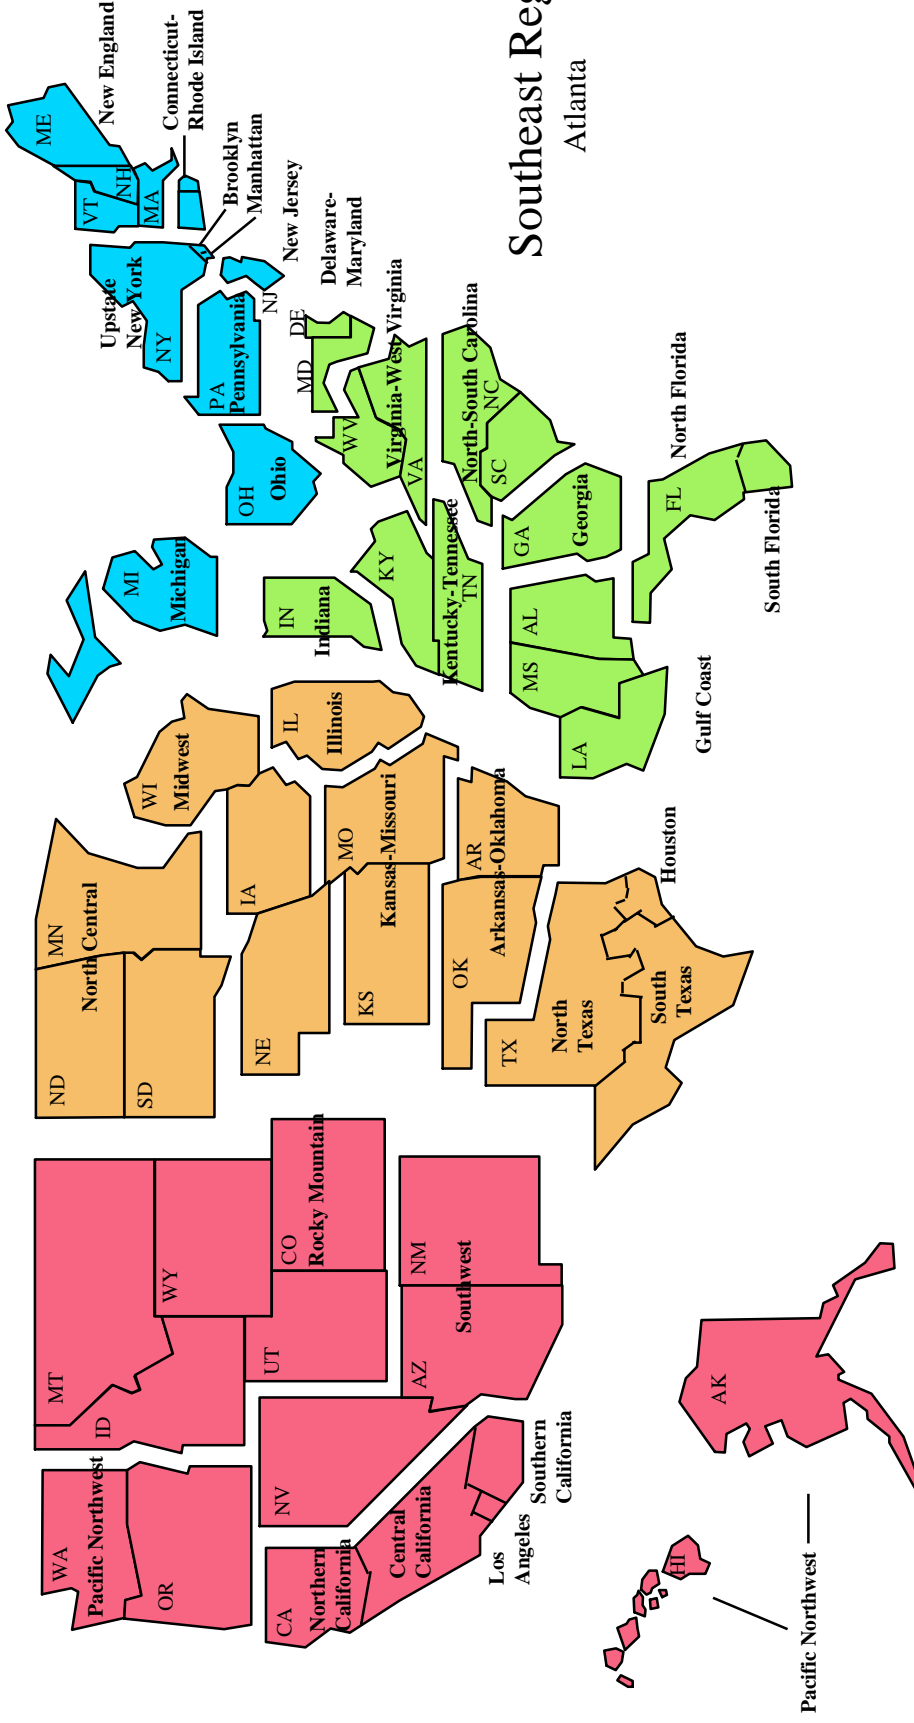 WA
Pacific Northwest
OR
CA
Northern
California
Central
California
Los
Angeles
Southern
California
NV
MT
ID
WY
UT
CO
Rocky Mountain
AZ
NM
Southwest
AK
HI
Pacific Northwest
ND
MN
North Central
SD
NE
IA
WI
Midwest
IL
Illinois
KS
MO
Kansas-Missouri
OK
AR
Arkansas-Oklahoma
TX
North
Texas
South
Texas
Houston
MI
Michigan
OH
Ohio
IN
Indiana
KY
Kentucky-Tennessee
TN
WV
Virginia-West Virginia
VA
MD
DE
Delaware-
Maryland
North-South Carolina
NC
SC
GA
Georgia
AL
MS
LA
Gulf Coast
FL
North Florida
South Florida
Upstate
New York
NY
PA
Pennsylvania
NJ
New Jersey
Brooklyn
Manhattan
Connecticut-
Rhode Island
New England
ME
VT
NH
MA
Southeast Reg
Atlanta